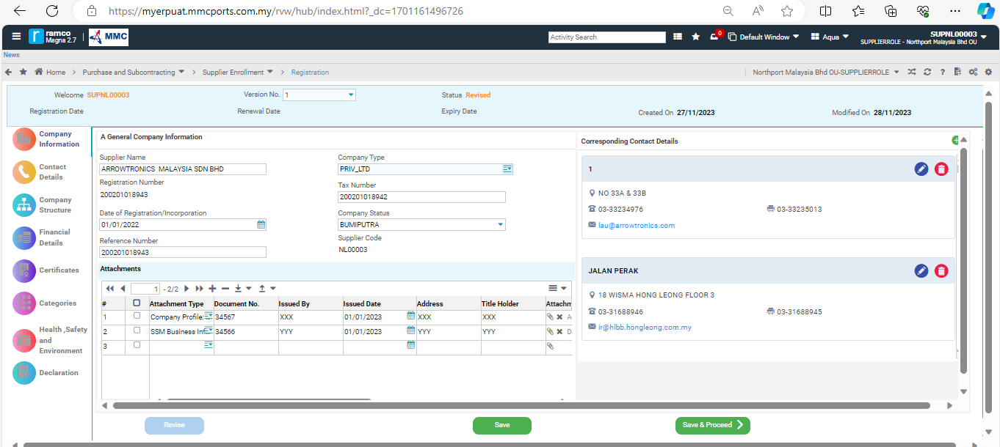 https://myerpuat.mmcports.com.my/rvw/hub/index.html?_dc=1701161496726
ramco
Magna 2.7
MMC
Activity Search
0
Default Window
Aqua
SUPNL00003
SUPPLIERROLE - Northport Malaysia Bhd OU
News
Home > Purchase and Subcontracting > Supplier Enrollment > Registration
Northport Malaysia Bhd OU-SUPPLIERROLE
Welcome SUPNL00003
Version No. 1
Status Revised
Registration Date
Renewal Date
Expiry Date
Created On 27/11/2023
Modified On 28/11/2023
Company
Information
Contact
Details
Company
Structure
Financial
Details
Certificates
Categories
Health ,Safety
and
Environment
Declaration
A General Company Information
Supplier Name
ARROWTRONICS MALAYSIA SDN BHD
Company Type
PRIV_LTD
Registration Number
200201018943
Tax Number
200201018942
Date of Registration/Incorporation
01/01/2022
Company Status
BUMIPUTRA
Reference Number
200201018943
Supplier Code
NL00003
Attachments
1 - 2/2
# Attachment Type Document No. Issued By Issued Date Address Title Holder Attachm
1 Company Profile: 34567 XXX 01/01/2023 XXX XXX
2 SSM Business Inf 34566 YYY 01/01/2023 YYY YYY
3
Corresponding Contact Details
1
NO 33A & 33B
03-33234976
03-33235013
lau@arrowtronics.com
JALAN PERAK
18 WISMA HONG LEONG FLOOR 3
03-31688946
03-31688945
ir@hlbb.hongleong.com.my
Revise
Save
Save & Proceed